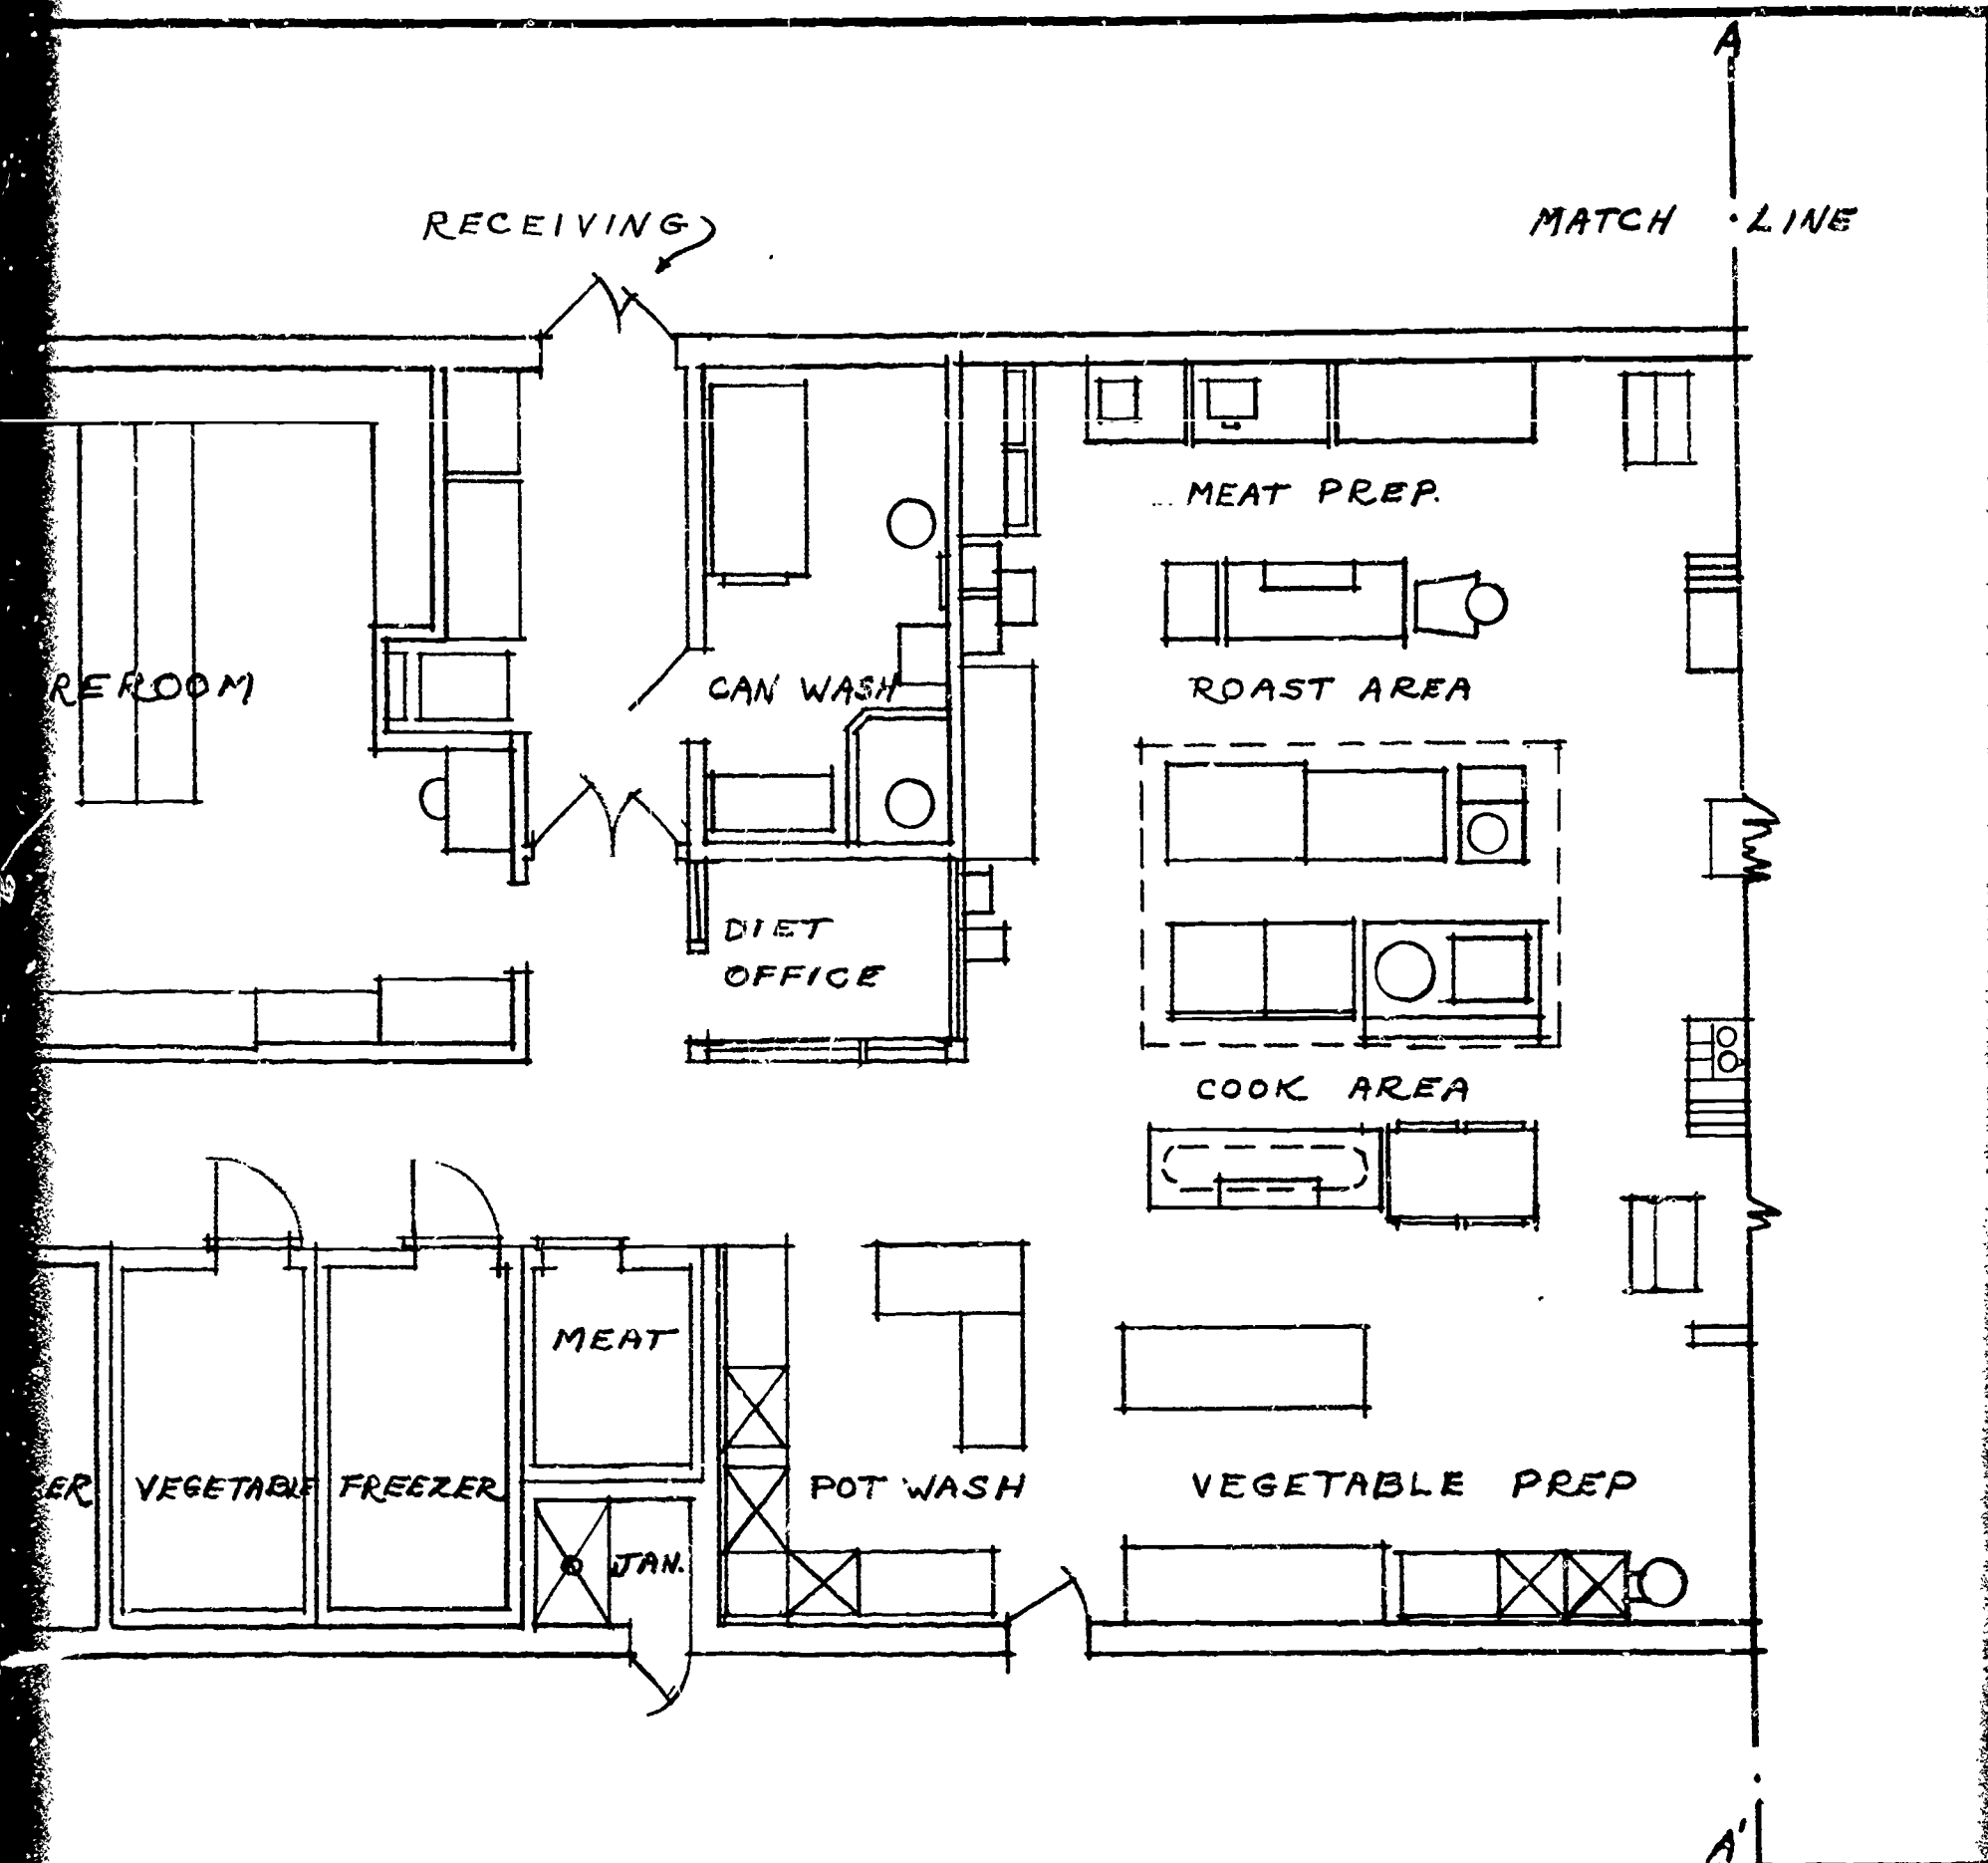 A
RECEIVING
MATCH LINE
MEAT PREP.
REROOM
CAN WASH
ROAST AREA
DIET
OFFICE
COOK AREA
MEAT
ER
VEGETABLE
FREEZER
POT WASH
VEGETABLE PREP
JAN.
A'